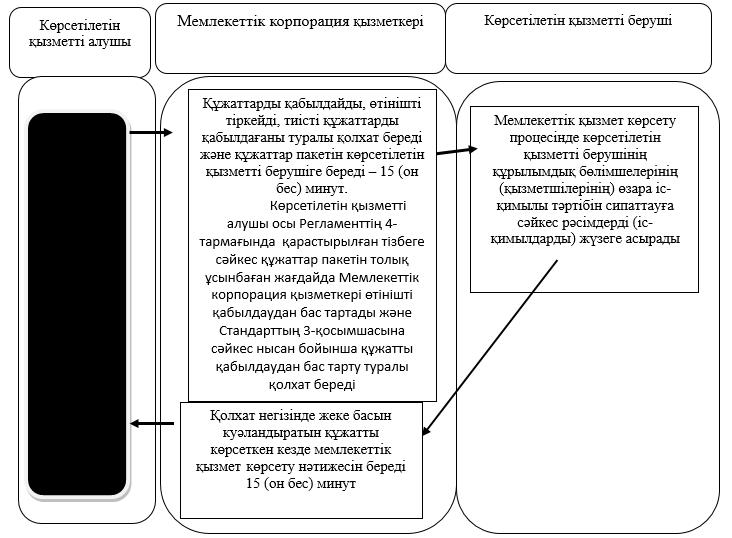 Көрсетілетін
қызметті алушы
Мемлекеттік корпорация қызметкері
Көрсетілетін қызметті беруші
Құжаттарды қабылдайды, өтінішті
тіркейді, тиісті құжаттарды
қабылдағаны туралы қолхат береді
және құжаттар пакетін көрсетілетін
қызметті берушіге береді – 15 (он
бес) минут.
Көрсетілетін қызметті
алушы осы Регламенттің 4-
тармағында қарастырылған тізбеге
сәйкес құжаттар пакетін толық
ұсынбаған жағдайда Мемлекеттік
корпорация қызметкері өтінішті
қабылдаудан бас тартады және
Стандарттың 3-қосымшасына
сәйкес нысан бойынша құжатты
қабылдаудан бас тарту туралы
қолхат береді
Мемлекеттік қызмет көрсету
процесінде көрсетілетін
қызметті берушінің
құрылымдық бөлімшелерінің
(қызметшілерінің) өзара іс-
қимылы тәртібін сипаттауға
сәйкес рәсімдерді (іс-
қимылдарды) жүзеге асырады
Қолхат негізінде жеке басын
куәландыратын құжатты
көрсеткен кезде мемлекеттік
қызмет көрсету нәтижесін береді
15 (он бес) минут